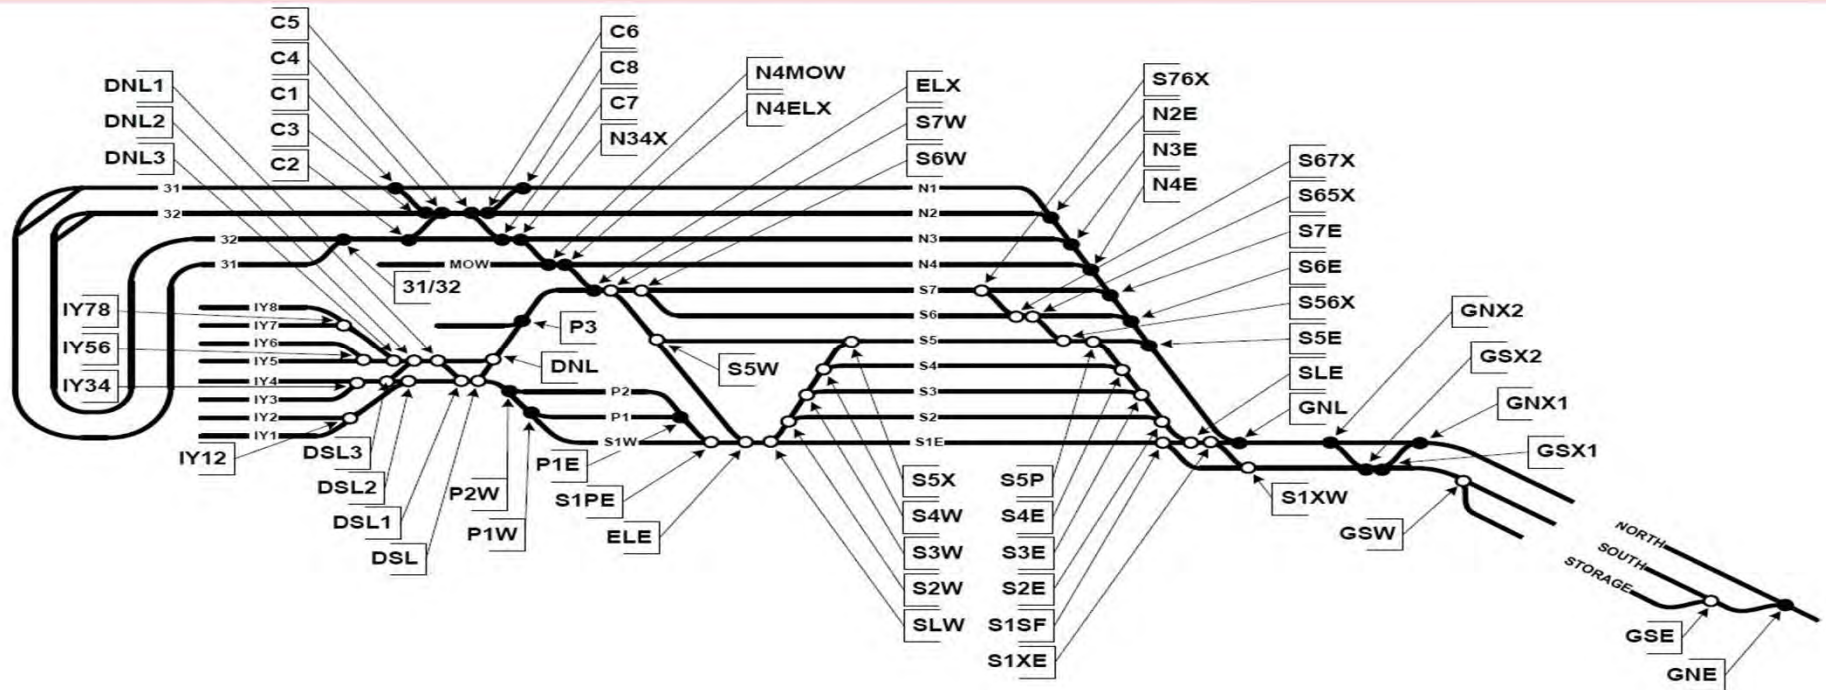 C5
C6
C4
C8
DNL1
N4MOW
ELX
S76X
C1
C7
N4ELX
S7W
N2E
DNL2
C3
N34X
S6W
N3E
S67X
DNL3
C2
N4E
S65X
31
N1
32
N2
S7E
32
N3
31
MOW
N4
S6E
31/32
S7
S56X
IY78
IY8
IY7
P3
S6
GNX2
S5E
IY56
IY6
IY5
DNL
S5W
S5
SLE
GSX2
IY34
IY4
IY3
P2
S4
S3
GNL
GNX1
IY2
IY1
P1
S2
S1W
S1E
IY12
DSL3
P1E
GSX1
DSL2
P2W
S1PE
S5X
S5P
S1XW
DSL1
P1W
ELE
S4W
S4E
GSW
DSL
S3W
S3E
NORTH
SOUTH
STORAGE
S2W
S2E
SLW
S1SF
GSE
S1XE
GNE